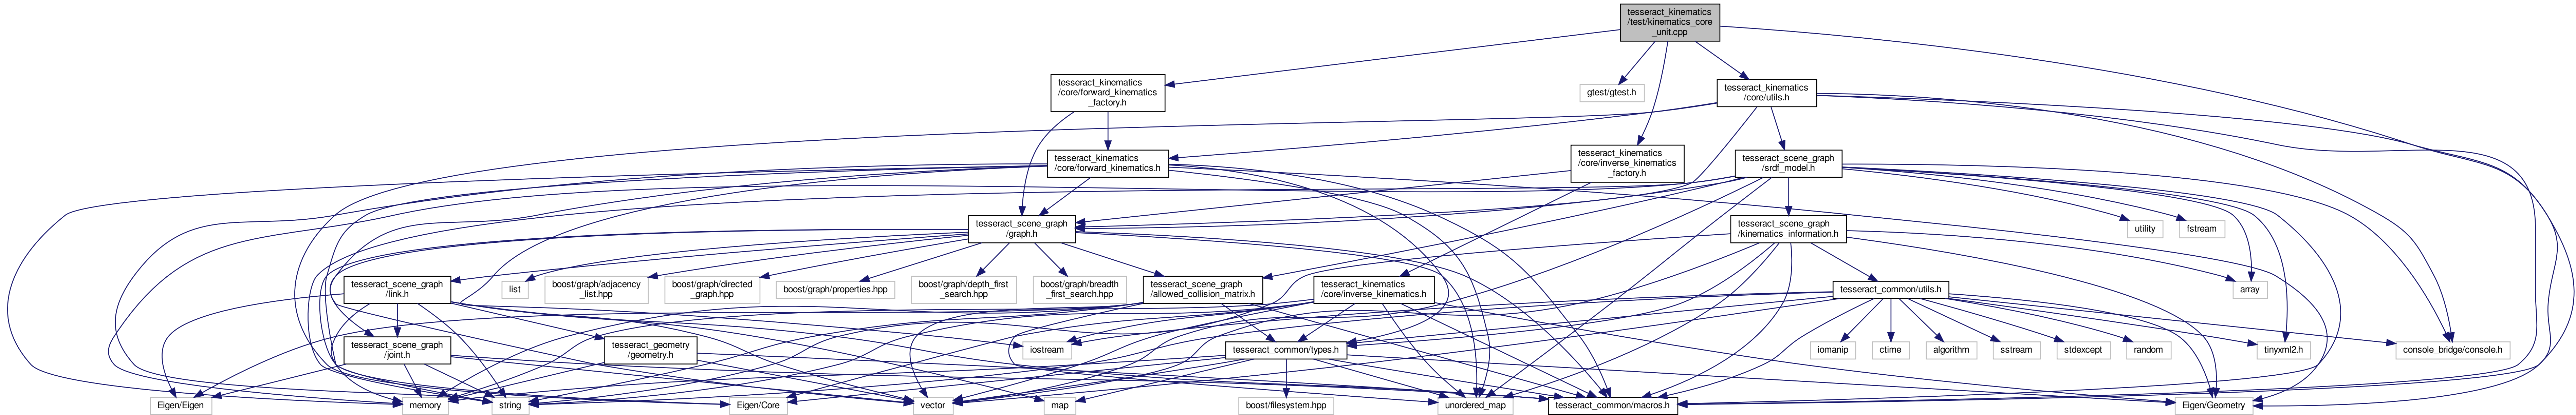 tesseract_kinematics
/test/kinematics_core
_unit.cpp
tesseract_kinematics
/core/forward_kinematics
_factory.h
gtest/gtest.h
tesseract_kinematics
/core/utils.h
tesseract_kinematics
/core/forward_kinematics.h
tesseract_kinematics
/core/inverse_kinematics
_factory.h
tesseract_scene_graph
/srdf_model.h
tesseract_scene_graph
/graph.h
tesseract_scene_graph
/kinematics_information.h
utility
fstream
tesseract_scene_graph
/link.h
list
boost/graph/adjacency
_list.hpp
boost/graph/directed
_graph.hpp
boost/graph/properties.hpp
boost/graph/depth_first
_search.hpp
boost/graph/breadth
_first_search.hpp
tesseract_scene_graph
/allowed_collision_matrix.h
tesseract_kinematics
/core/inverse_kinematics.h
tesseract_common/utils.h
array
tesseract_scene_graph
/joint.h
tesseract_geometry
/geometry.h
iostream
tesseract_common/types.h
iomanip
ctime
algorithm
sstream
stdexcept
random
tinyxml2.h
console_bridge/console.h
Eigen/Eigen
memory
string
Eigen/Core
vector
map
boost/filesystem.hpp
unordered_map
tesseract_common/macros.h
Eigen/Geometry